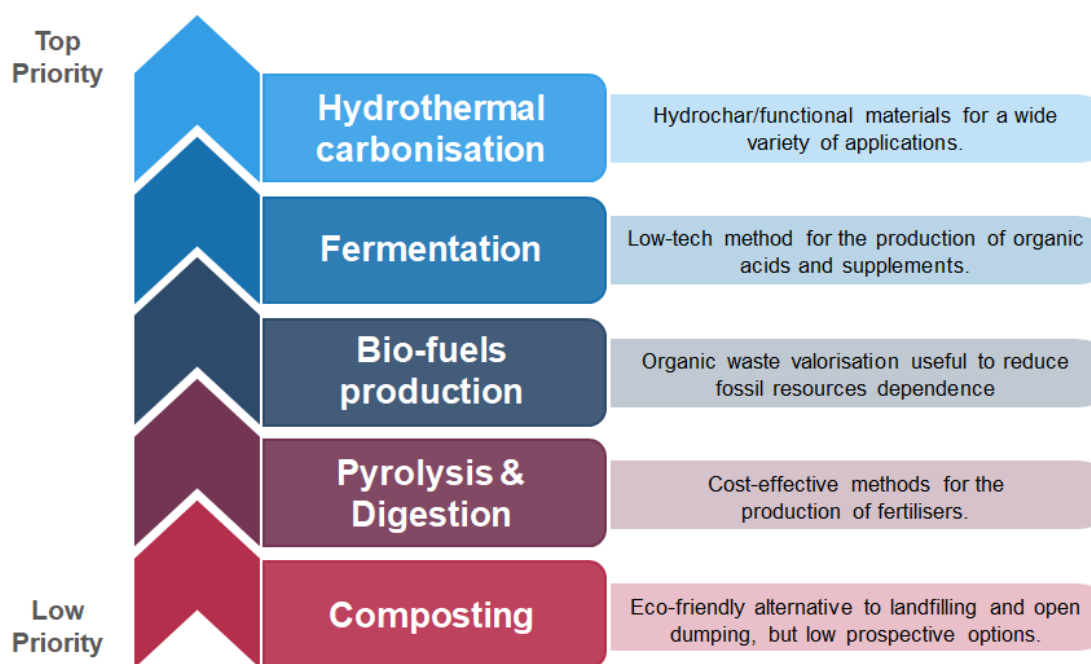 Top
Priority
Hydrothermal
carbonisation
Hydrochar/functional materials for a wide
variety of applications.
Fermentation
Low-tech method for the production of organic
acids and supplements.
Bio-fuels
production
Organic waste valorisation useful to reduce
fossil resources dependence
Pyrolysis &
Digestion
Cost-effective methods for the
production of fertilisers.
Low
Priority
Composting
Eco-friendly alternative to landfilling and open
dumping, but low prospective options.